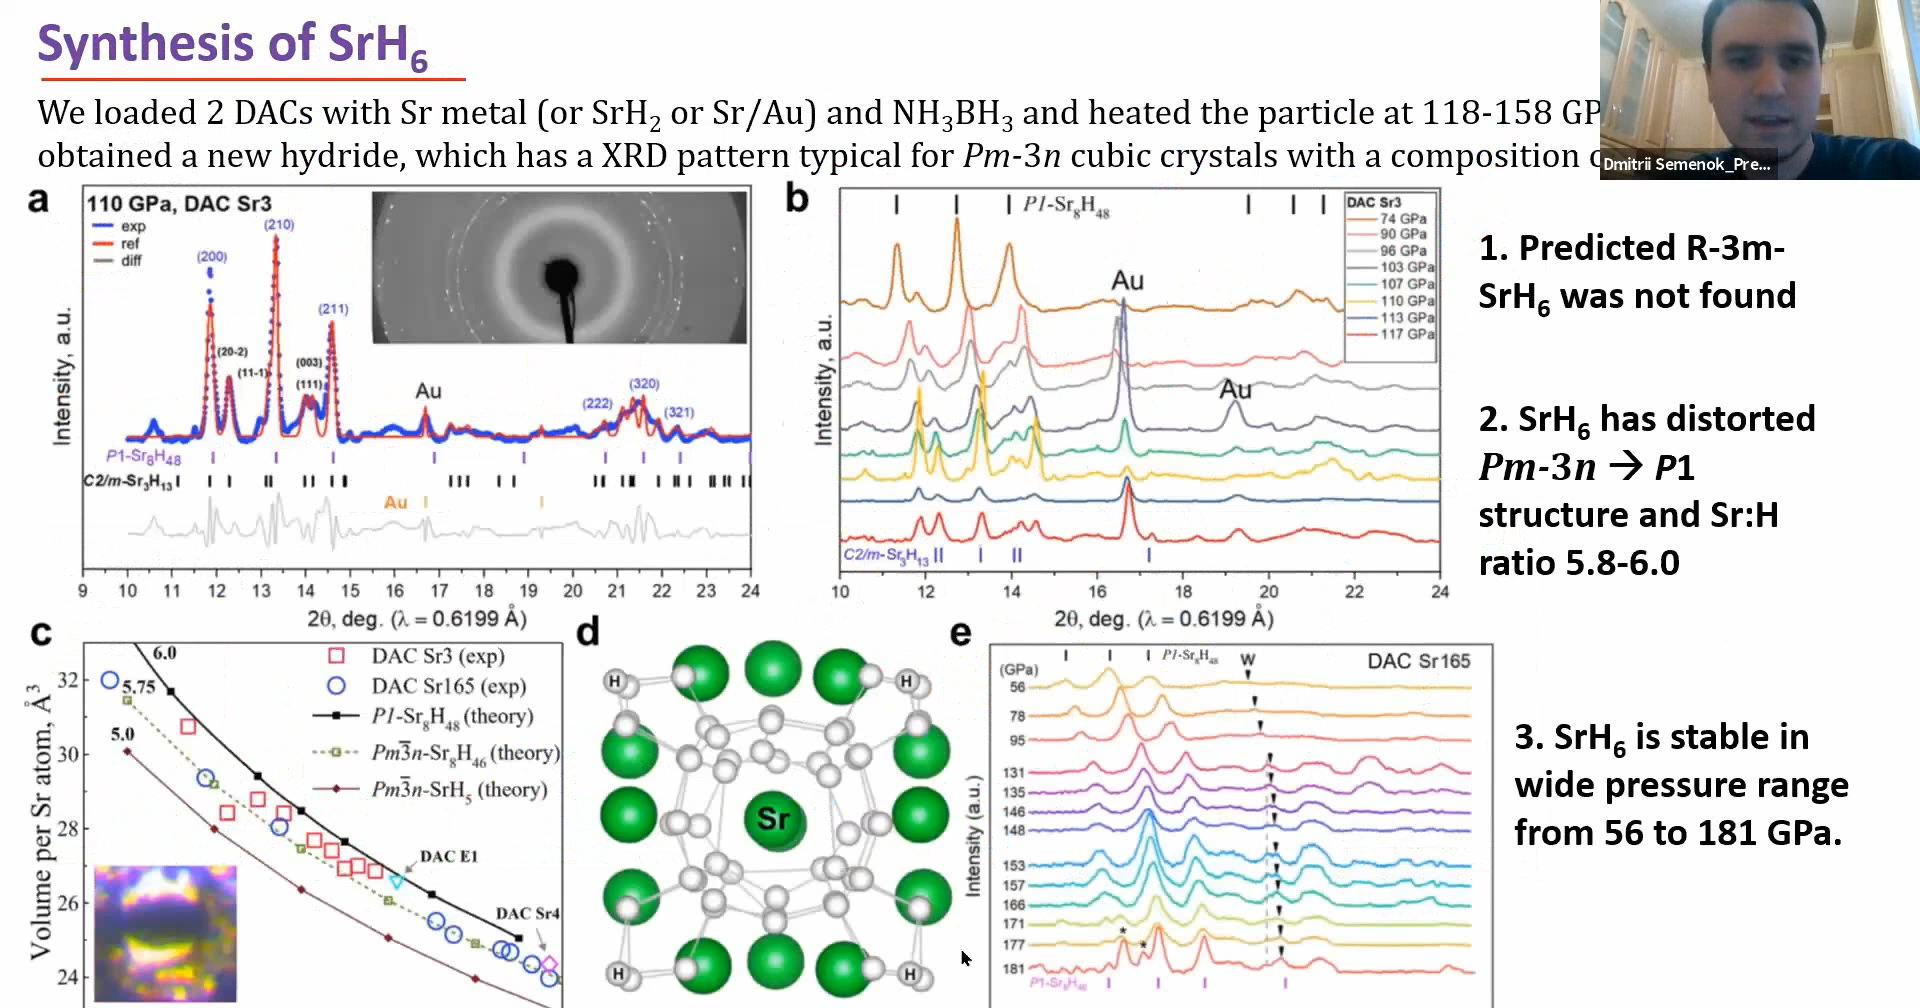 Synthesis of SrH6
We loaded 2 DACs with Sr metal (or SrH2 or Sr/Au) and NH3BH3 and heated the particle at 118-158 GP
obtained a new hydride, which has a XRD pattern typical for Pm-3n cubic crystals with a composition
Dmitrii Semenok_Pre...
a
110 GPa, DAC Sr3
exp
ref
diff
(200)
(210)
(211)
(20-2)
(11-1)
(003)
(111)
Au
(222)
(320)
(321)
P1-Sr8H48
C2/m-Sr3H13
Au
Intensity, a.u.
9 10 11 12 13 14 15 16 17 18 19 20 21 22 23 24
2θ, deg. (λ = 0.6199 Å)
b
P1-Sr8H48
DAC Sr3
74 GPa
90 GPa
96 GPa
103 GPa
107 GPa
110 GPa
113 GPa
117 GPa
Au
Au
C2/m-Sr3H13
Intensity, a.u.
10 12 14 16 18 20 22 24
2θ, deg. (λ = 0.6199 Å)
1. Predicted R-3m-
SrH6 was not found
2. SrH6 has distorted
Pm-3n → P1
structure and Sr:H
ratio 5.8-6.0
3. SrH6 is stable in
wide pressure range
from 56 to 181 GPa.
c
6.0
5.75
5.0
DAC Sr3 (exp)
DAC Sr165 (exp)
P1-Sr8H48 (theory)
Pm3̅n-Sr8H46 (theory)
Pm3̅n-SrH5 (theory)
DAC E1
DAC Sr4
Volume per Sr atom, Å3
32
30
28
26
24
d
H
H
Sr
H
H
e
P1-Sr8H48
W
DAC Sr165
(GPa)
56
78
95
131
135
146
148
153
157
166
171
177
181
*
*
Intensity (a.u.)